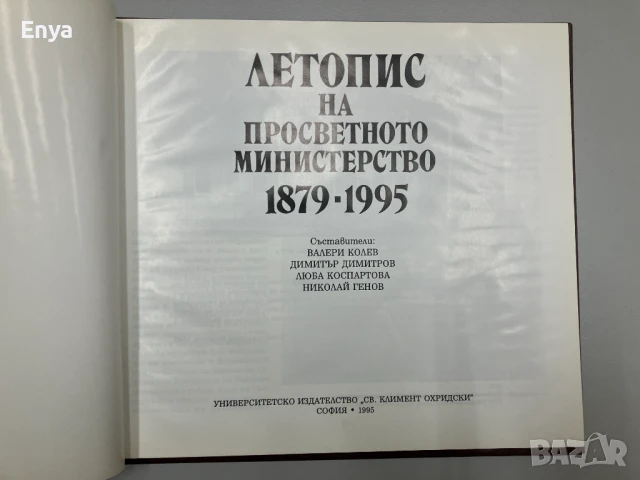 Enya
ЛЕТОПИС
НА
ПРОСВЕТНОТО
МИНИСТЕРСТВО
1879·1995
Съставители:
ВАЛЕРИ КОЛЕВ
ДИМИТЪР ДИМИТРОВ
ЛЮБА КОСПАРТОВА
НИКОЛАЙ ГЕНОВ
УНИВЕРСИТЕТСКО ИЗДАТЕЛСТВО „СВ. КЛИМЕНТ ОХРИДСКИ"
СОФИЯ • 1995
BAZAR